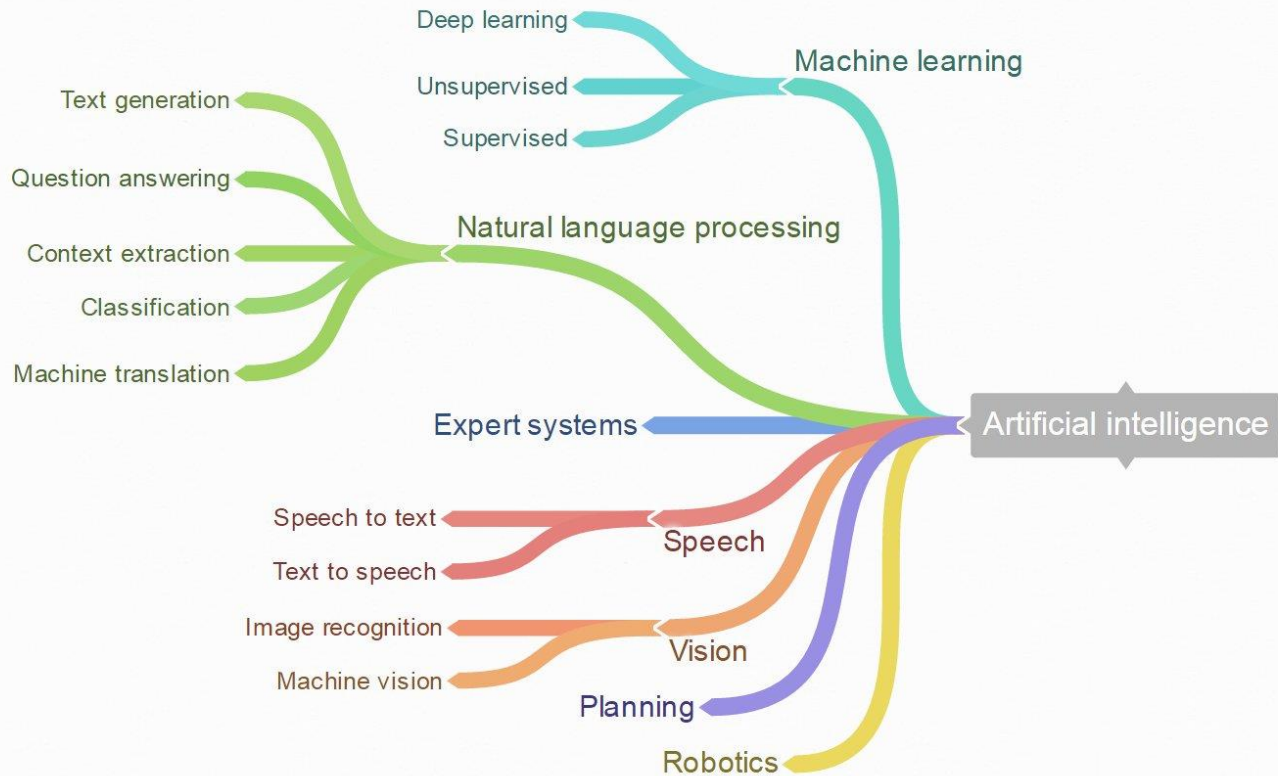 Deep learning
Machine learning
Unsupervised
Text generation
Supervised
Question answering
Natural language processing
Context extraction
Classification
Machine translation
Expert systems
Artificial intelligence
Speech to text
Speech
Text to speech
Image recognition
Vision
Machine vision
Planning
Robotics